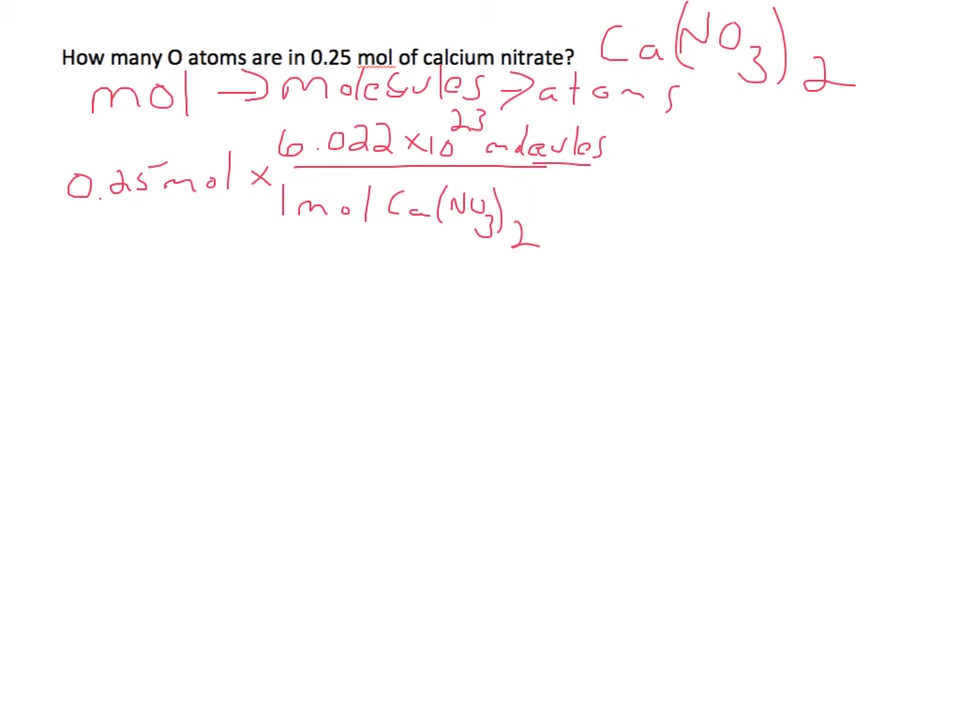 How many O atoms are in 0.25 mol of calcium nitrate? Ca(NO3)2
mol → molecules → atoms
0.25 mol × 6.022 × 10^23 molecules
1 mol Ca(NO3)2